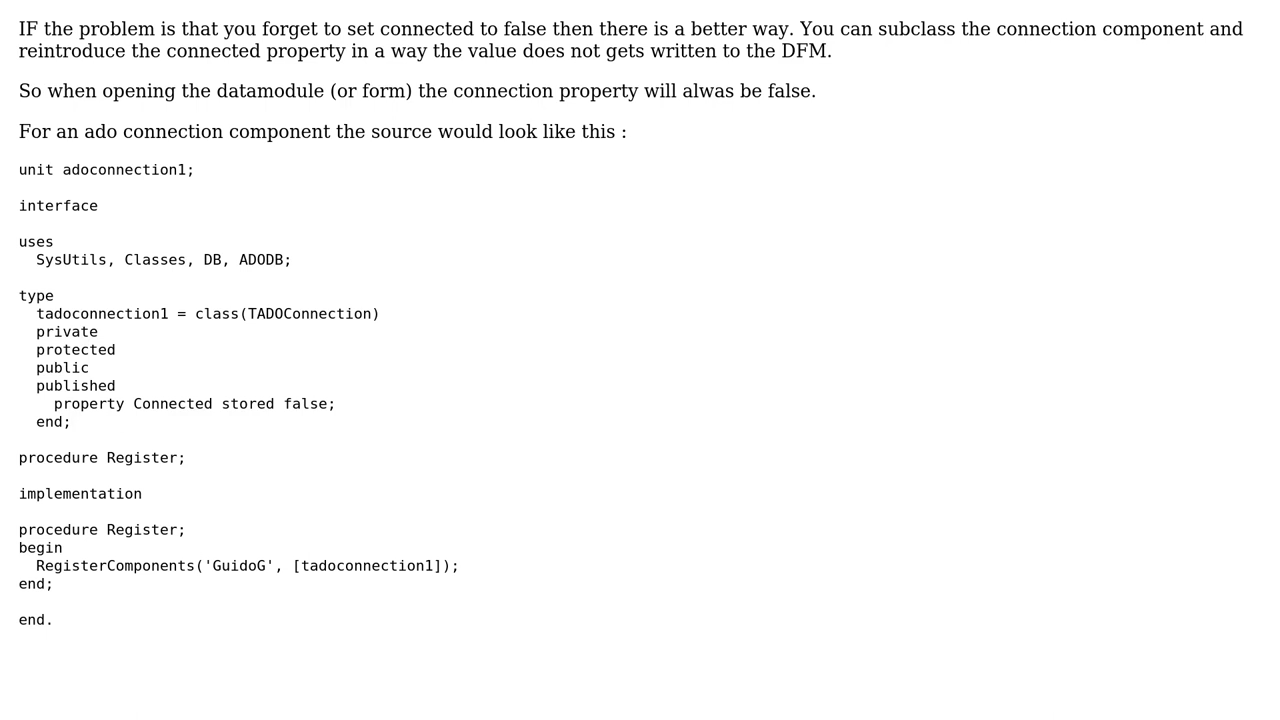 IF the problem is that you forget to set connected to false then there is a better way. You can subclass the connection component and
reintroduce the connected property in a way the value does not gets written to the DFM.
So when opening the datamodule (or form) the connection property will alwas be false.
For an ado connection component the source would look like this :
unit adoconnection1;
interface
uses
  SysUtils, Classes, DB, ADODB;
type
  tadoconnection1 = class(TADOConnection)
  private
  protected
  public
  published
    property Connected stored false;
  end;
procedure Register;
implementation
procedure Register;
begin
  RegisterComponents('GuidoG', [tadoconnection1]);
end;
end.